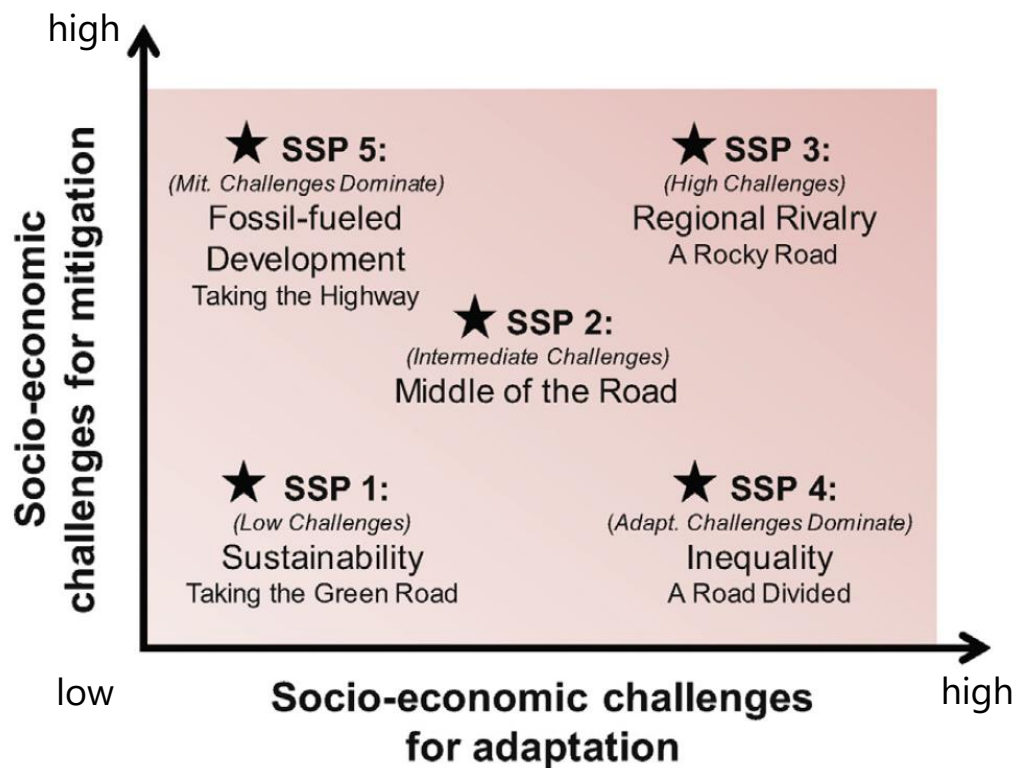 high
Socio-economic
challenges for mitigation
SSP 5:
(Mit. Challenges Dominate)
Fossil-fueled
Development
Taking the Highway
SSP 3:
(High Challenges)
Regional Rivalry
A Rocky Road
SSP 2:
(Intermediate Challenges)
Middle of the Road
SSP 1:
(Low Challenges)
Sustainability
Taking the Green Road
SSP 4:
(Adapt. Challenges Dominate)
Inequality
A Road Divided
low
Socio-economic challenges
for adaptation
high